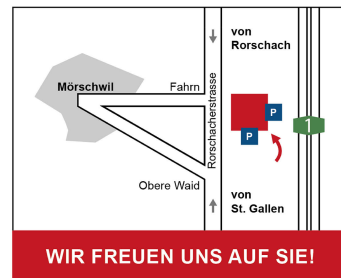 von
Rorschach
Mörschwil
Fahrn
Rorschacherstrasse
P
1
P
Obere Waid
von
St. Gallen
WIR FREUEN UNS AUF SIE!